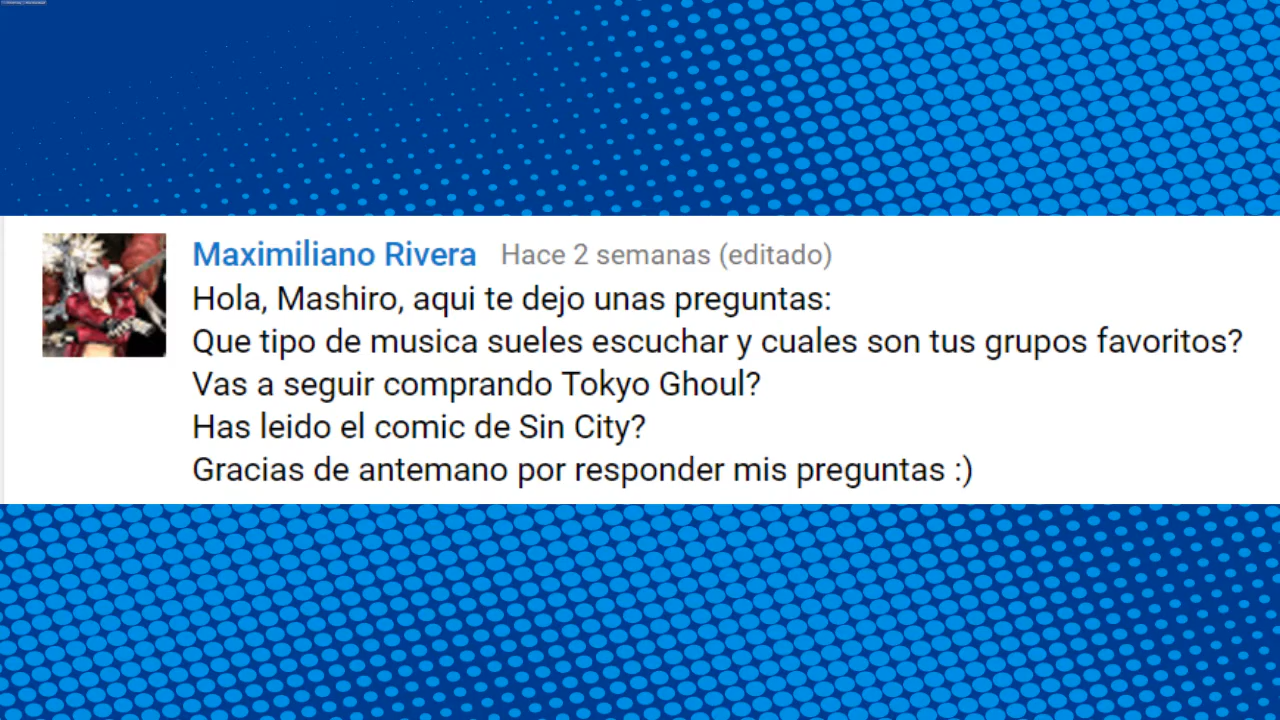 Maximiliano Rivera Hace 2 semanas (editado)
Hola, Mashiro, aqui te dejo unas preguntas:
Que tipo de musica sueles escuchar y cuales son tus grupos favoritos?
Vas a seguir comprando Tokyo Ghoul?
Has leido el comic de Sin City?
Gracias de antemano por responder mis preguntas :)